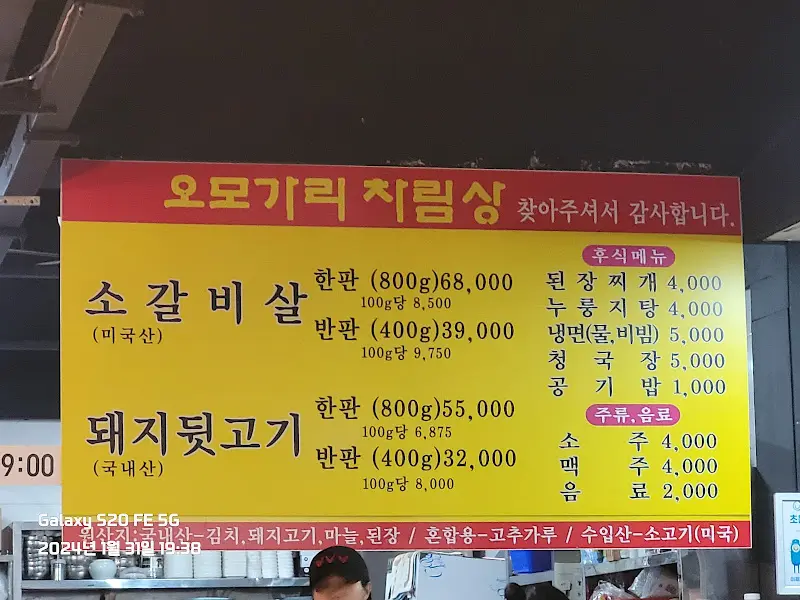 오모가리 차림상 찾아주셔서 감사합니다.
소갈비살
(미국산)
한판 (800g)68,000
100g당 8,500
반판 (400g)39,000
100g당 9,750
돼지뒷고기
(국내산)
한판 (800g)55,000
100g당 6,875
반판 (400g)32,000
100g당 8,000
후식메뉴
된장찌개 4,000
누룽지탕 4,000
냉면(물,비빔) 5,000
청국장 5,000
공기밥 1,000
주류,음료
소주 4,000
맥주 4,000
음료 2,000
원산지:국내산-김치,돼지고기,마늘,된장 / 혼합용-고추가루 / 수입산-소고기(미국)
9:00
Galaxy S20 FE 5G
2024년 1월 31일 19:38